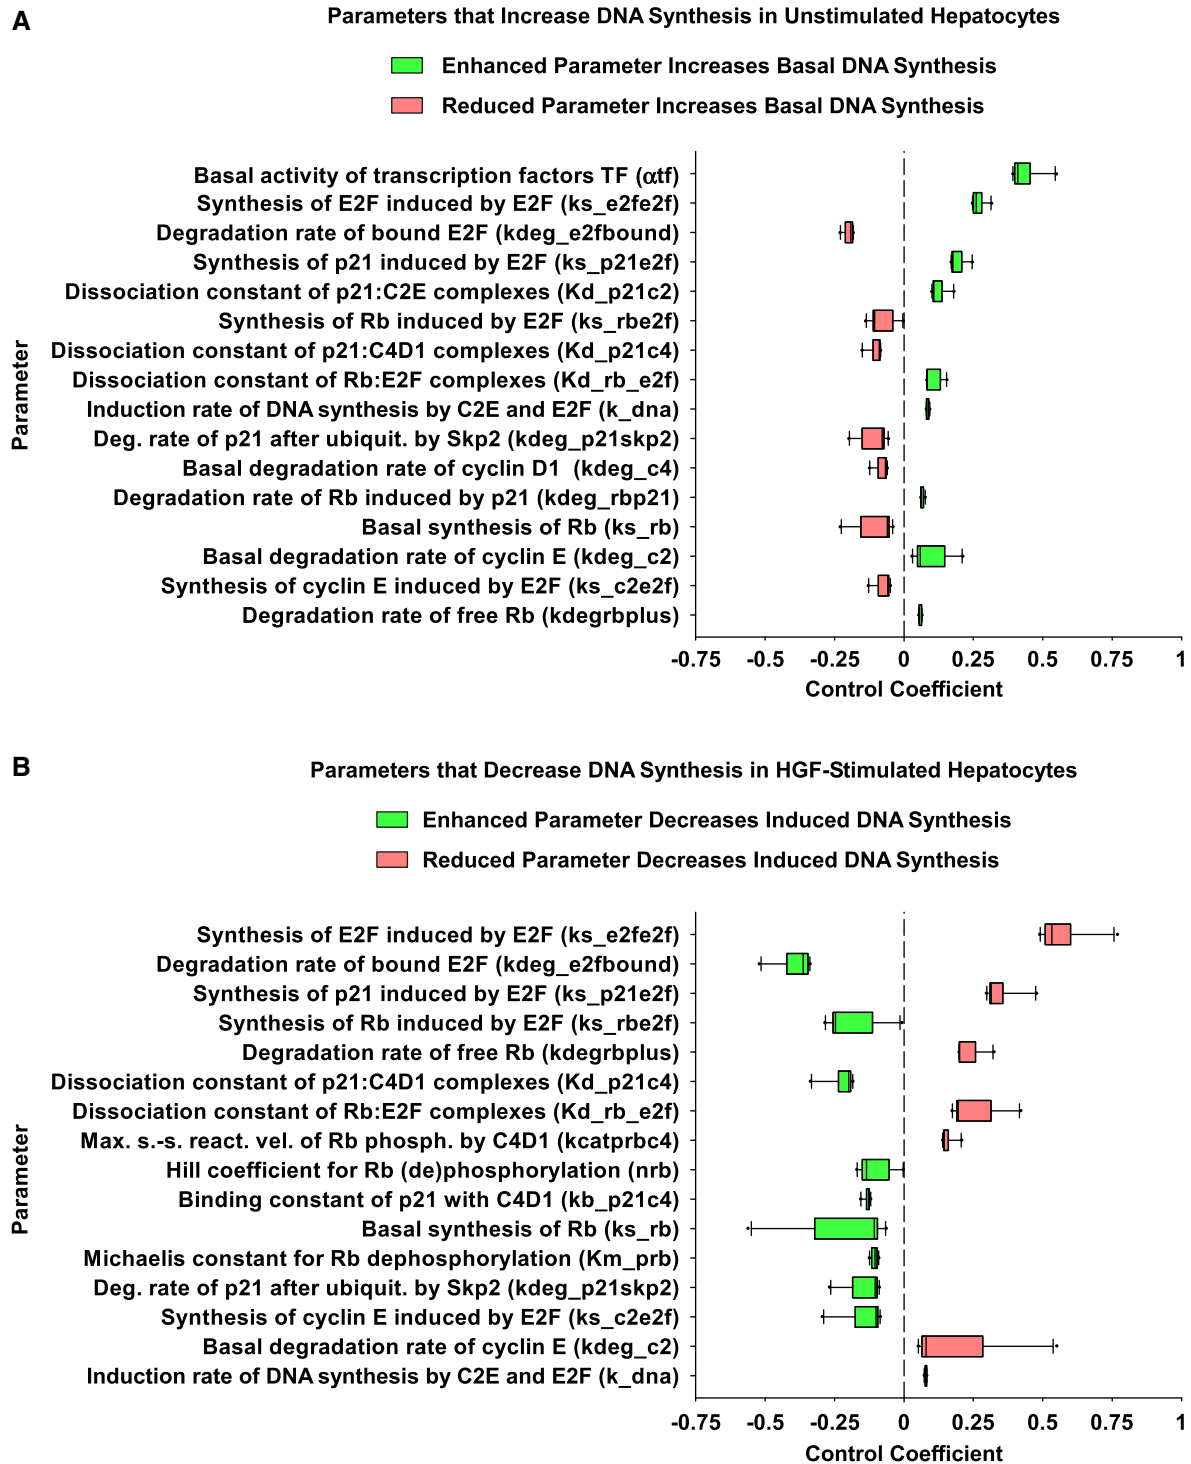 A
Parameters that Increase DNA Synthesis in Unstimulated Hepatocytes
Enhanced Parameter Increases Basal DNA Synthesis
Reduced Parameter Increases Basal DNA Synthesis
Parameter
Basal activity of transcription factors TF (αtf)
Synthesis of E2F induced by E2F (ks_e2fe2f)
Degradation rate of bound E2F (kdeg_e2fbound)
Synthesis of p21 induced by E2F (ks_p21e2f)
Dissociation constant of p21:C2E complexes (Kd_p21c2)
Synthesis of Rb induced by E2F (ks_rbe2f)
Dissociation constant of p21:C4D1 complexes (Kd_p21c4)
Dissociation constant of Rb:E2F complexes (Kd_rb_e2f)
Induction rate of DNA synthesis by C2E and E2F (k_dna)
Deg. rate of p21 after ubiquit. by Skp2 (kdeg_p21skp2)
Basal degradation rate of cyclin D1 (kdeg_c4)
Degradation rate of Rb induced by p21 (kdeg_rbp21)
Basal synthesis of Rb (ks_rb)
Basal degradation rate of cyclin E (kdeg_c2)
Synthesis of cyclin E induced by E2F (ks_c2e2f)
Degradation rate of free Rb (kdegrbplus)
-0.75 -0.5 -0.25 0 0.25 0.5 0.75 1
Control Coefficient
B
Parameters that Decrease DNA Synthesis in HGF-Stimulated Hepatocytes
Enhanced Parameter Decreases Induced DNA Synthesis
Reduced Parameter Decreases Induced DNA Synthesis
Parameter
Synthesis of E2F induced by E2F (ks_e2fe2f)
Degradation rate of bound E2F (kdeg_e2fbound)
Synthesis of p21 induced by E2F (ks_p21e2f)
Synthesis of Rb induced by E2F (ks_rbe2f)
Degradation rate of free Rb (kdegrbplus)
Dissociation constant of p21:C4D1 complexes (Kd_p21c4)
Dissociation constant of Rb:E2F complexes (Kd_rb_e2f)
Max. s.-s. react. vel. of Rb phosph. by C4D1 (kcatprbc4)
Hill coefficient for Rb (de)phosphorylation (nrb)
Binding constant of p21 with C4D1 (kb_p21c4)
Basal synthesis of Rb (ks_rb)
Michaelis constant for Rb dephosphorylation (Km_prb)
Deg. rate of p21 after ubiquit. by Skp2 (kdeg_p21skp2)
Synthesis of cyclin E induced by E2F (ks_c2e2f)
Basal degradation rate of cyclin E (kdeg_c2)
Induction rate of DNA synthesis by C2E and E2F (k_dna)
-0.75 -0.5 -0.25 0 0.25 0.5 0.75 1
Control Coefficient